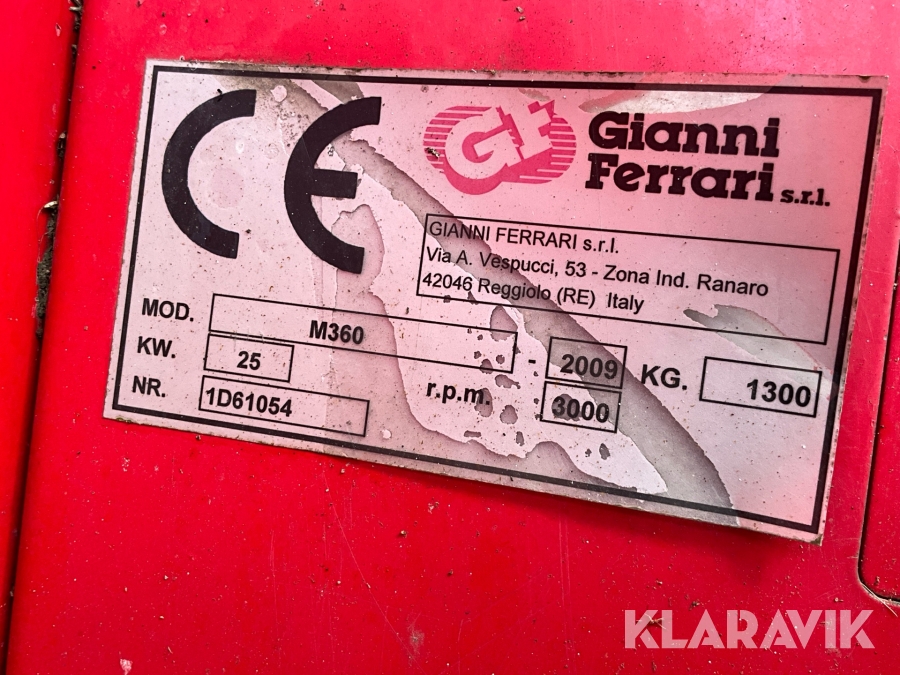 CE
GF
Gianni
Ferrari s.r.l.
GIANNI FERRARI s.r.l.
Via A. Vespucci, 53 - Zona Ind. Ranaro
42046 Reggiolo (RE) Italy
MOD. M360 - 2009 KG. 1300
KW. 25 r.p.m. 3000
NR. 1D61054
KLARAVIK